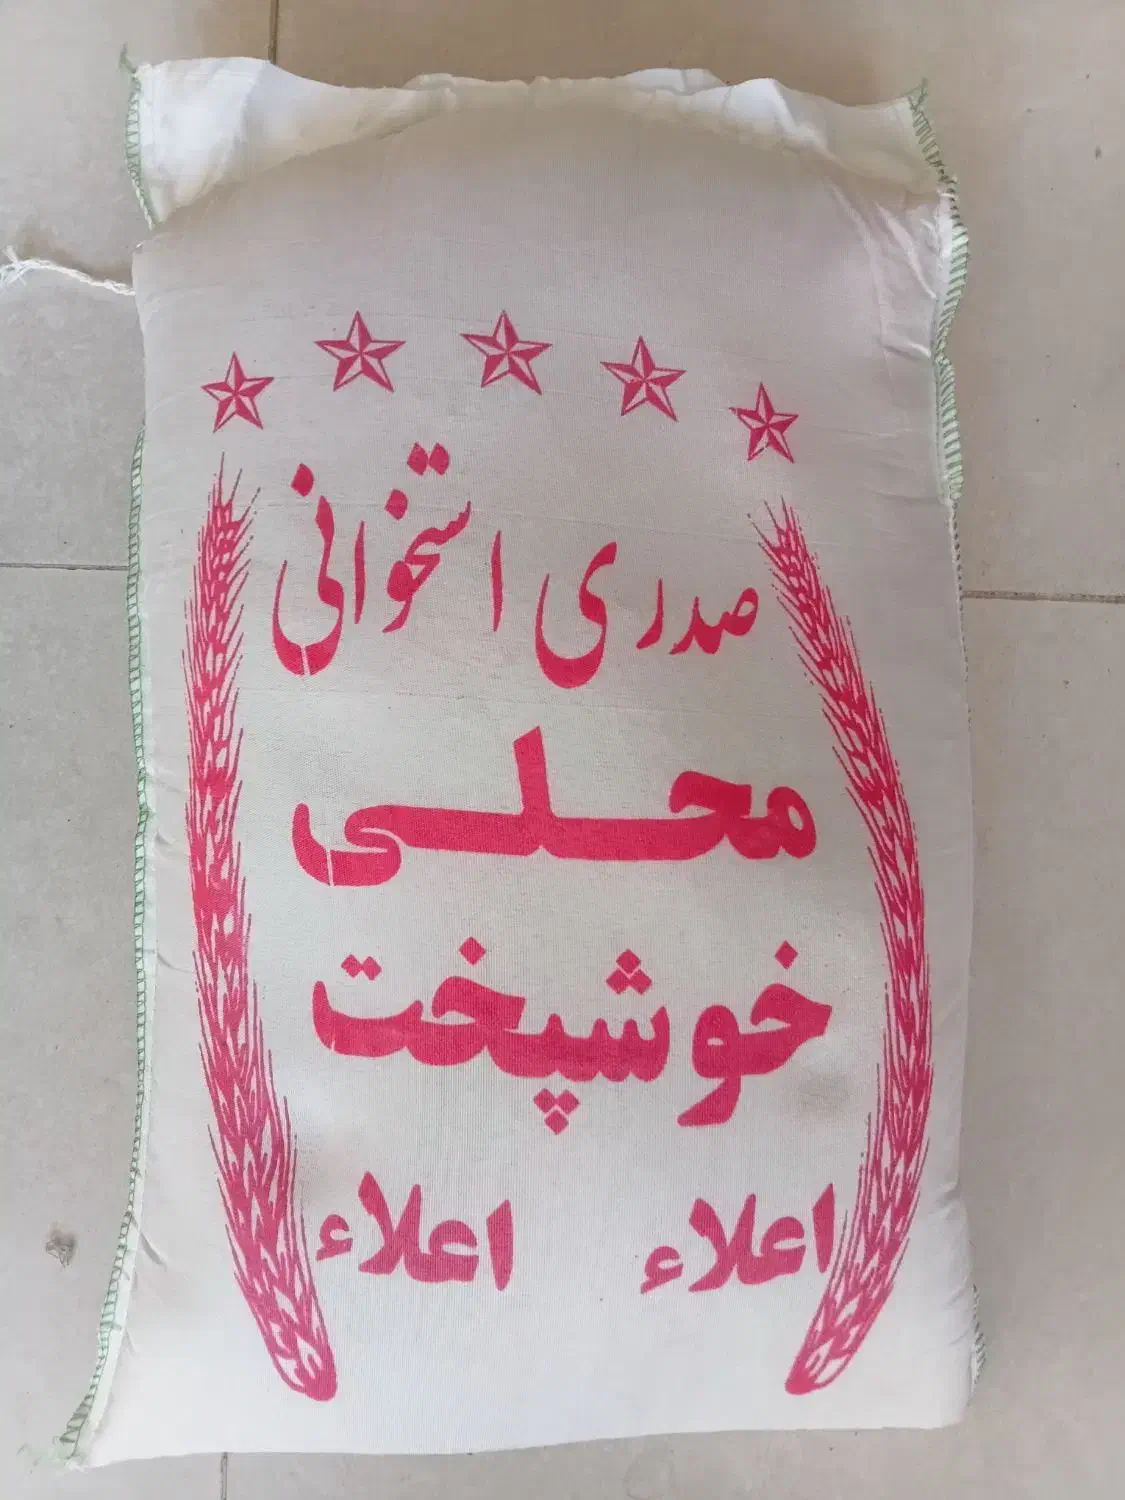 صدری استخوانی
محلی
خوشپخت
اعلاء اعلاء